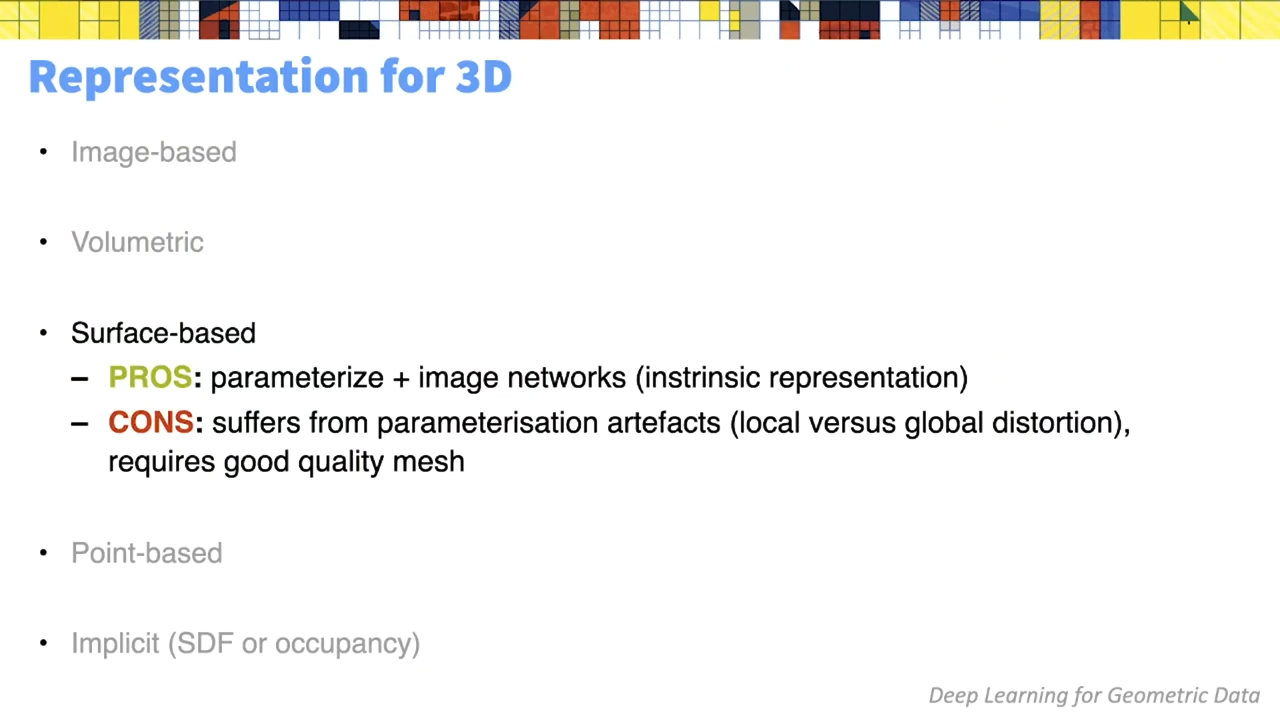 Representation for 3D
• Image-based
• Volumetric
• Surface-based
– PROS: parameterize + image networks (instrinsic representation)
– CONS: suffers from parameterisation artefacts (local versus global distortion),
requires good quality mesh
• Point-based
• Implicit (SDF or occupancy)
Deep Learning for Geometric Data